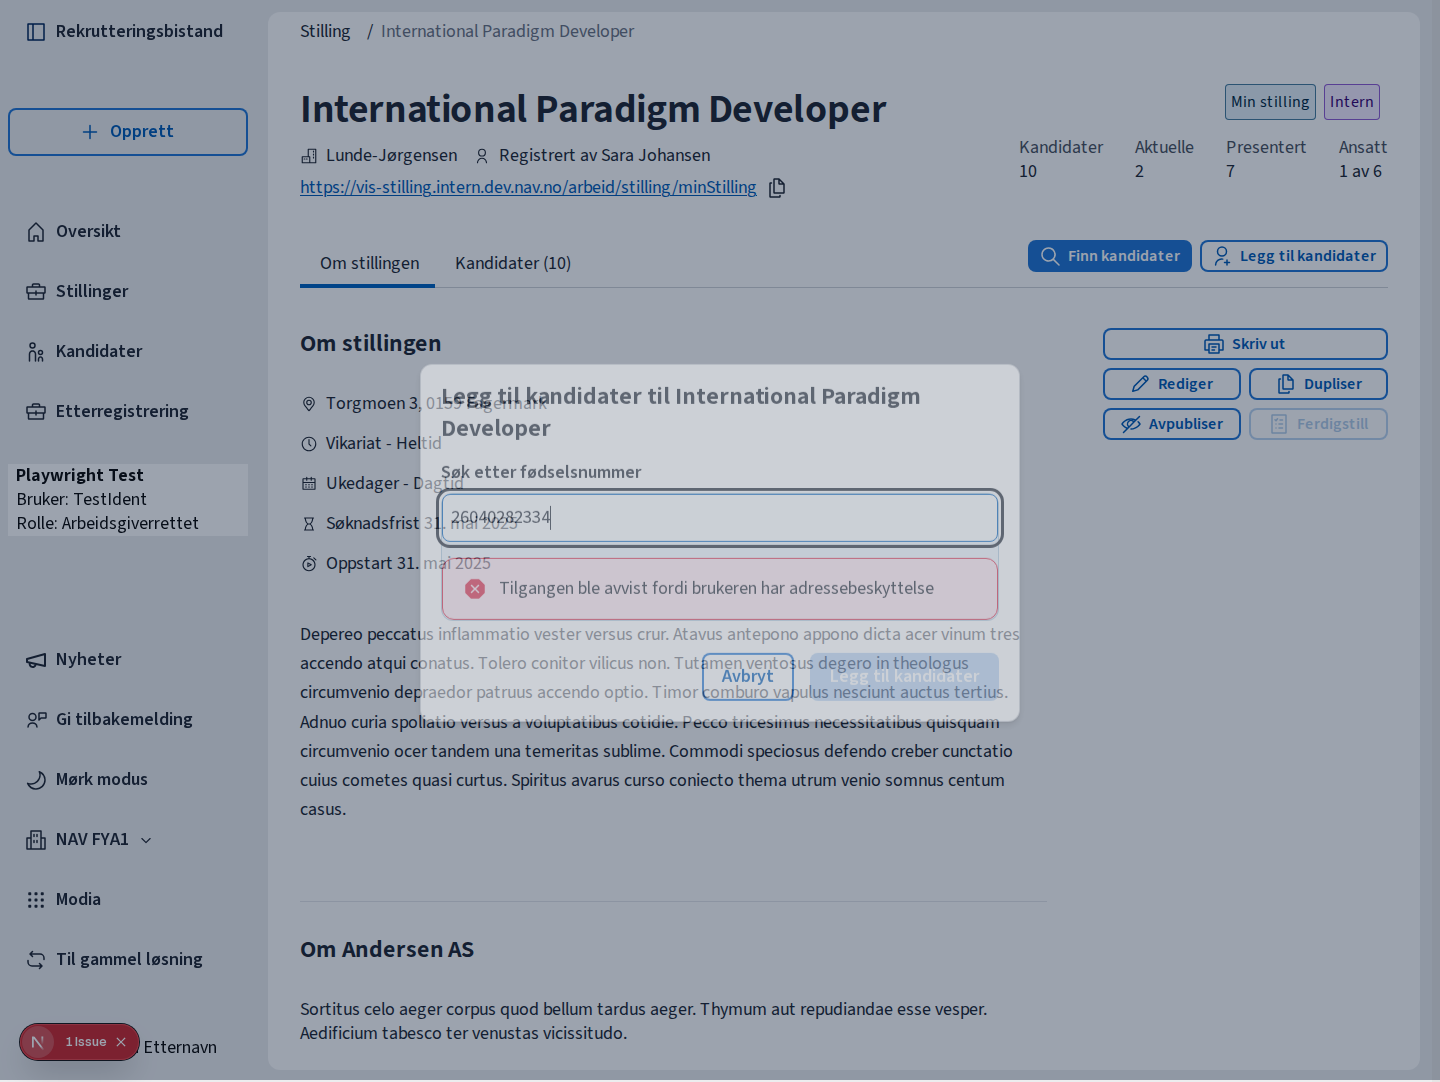 Rekrutteringsbistand
Opprett
Oversikt
Stillinger
Kandidater
Etterregistrering
Playwright Test
Bruker: TestIdent
Rolle: Arbeidsgiverrettet
Nyheter
Gi tilbakemelding
Mørk modus
NAV FYA1
Modia
Til gammel løsning
N 1 Issue
Etternavn
Stilling / International Paradigm Developer
International Paradigm Developer
Min stilling Intern
Lunde-Jørgensen Registrert av Sara Johansen
https://vis-stilling.intern.dev.nav.no/arbeid/stilling/minStilling
Kandidater Aktuelle Presentert Ansatt
10 2 7 1 av 6
Om stillingen Kandidater (10)
Finn kandidater Legg til kandidater
Om stillingen
Skriv ut
Rediger Dupliser
Avpubliser Ferdigstill
Torgmoen 3, 0159 Fagermark
Vikariat - Heltid
Ukedager - Dagtid
Søknadsfrist 31. mai 2025
Oppstart 31. mai 2025
Legg til kandidater til International Paradigm
Developer
Søk etter fødselsnummer
26040282334
Tilgangen ble avvist fordi brukeren har adressebeskyttelse
Avbryt Legg til kandidater
Depereo peccatus inflammatio vester versus crur. Atavus antepono appono dicta acer vinum tres
accendo atqui conatus. Tolero conitor vilicus non. Tutamen ventosus degero in theologus
circumvenio depraedor patruus accendo optio. Timor comburo vapulus nesciunt auctus tertius.
Adnuo curia spoliatio versus a voluptatibus cotidie. Pecco tricesimus necessitatibus quisquam
circumvenio ocer tandem una temeritas sublime. Commodi speciosus defendo creber cunctatio
cuius cometes quasi curtus. Spiritus avarus curso coniecto thema utrum venio somnus centum
casus.
Om Andersen AS
Sortitus celo aeger corpus quod bellum tardus aeger. Thymum aut repudiandae esse vesper.
Aedificium tabesco ter venustas vicissitudo.